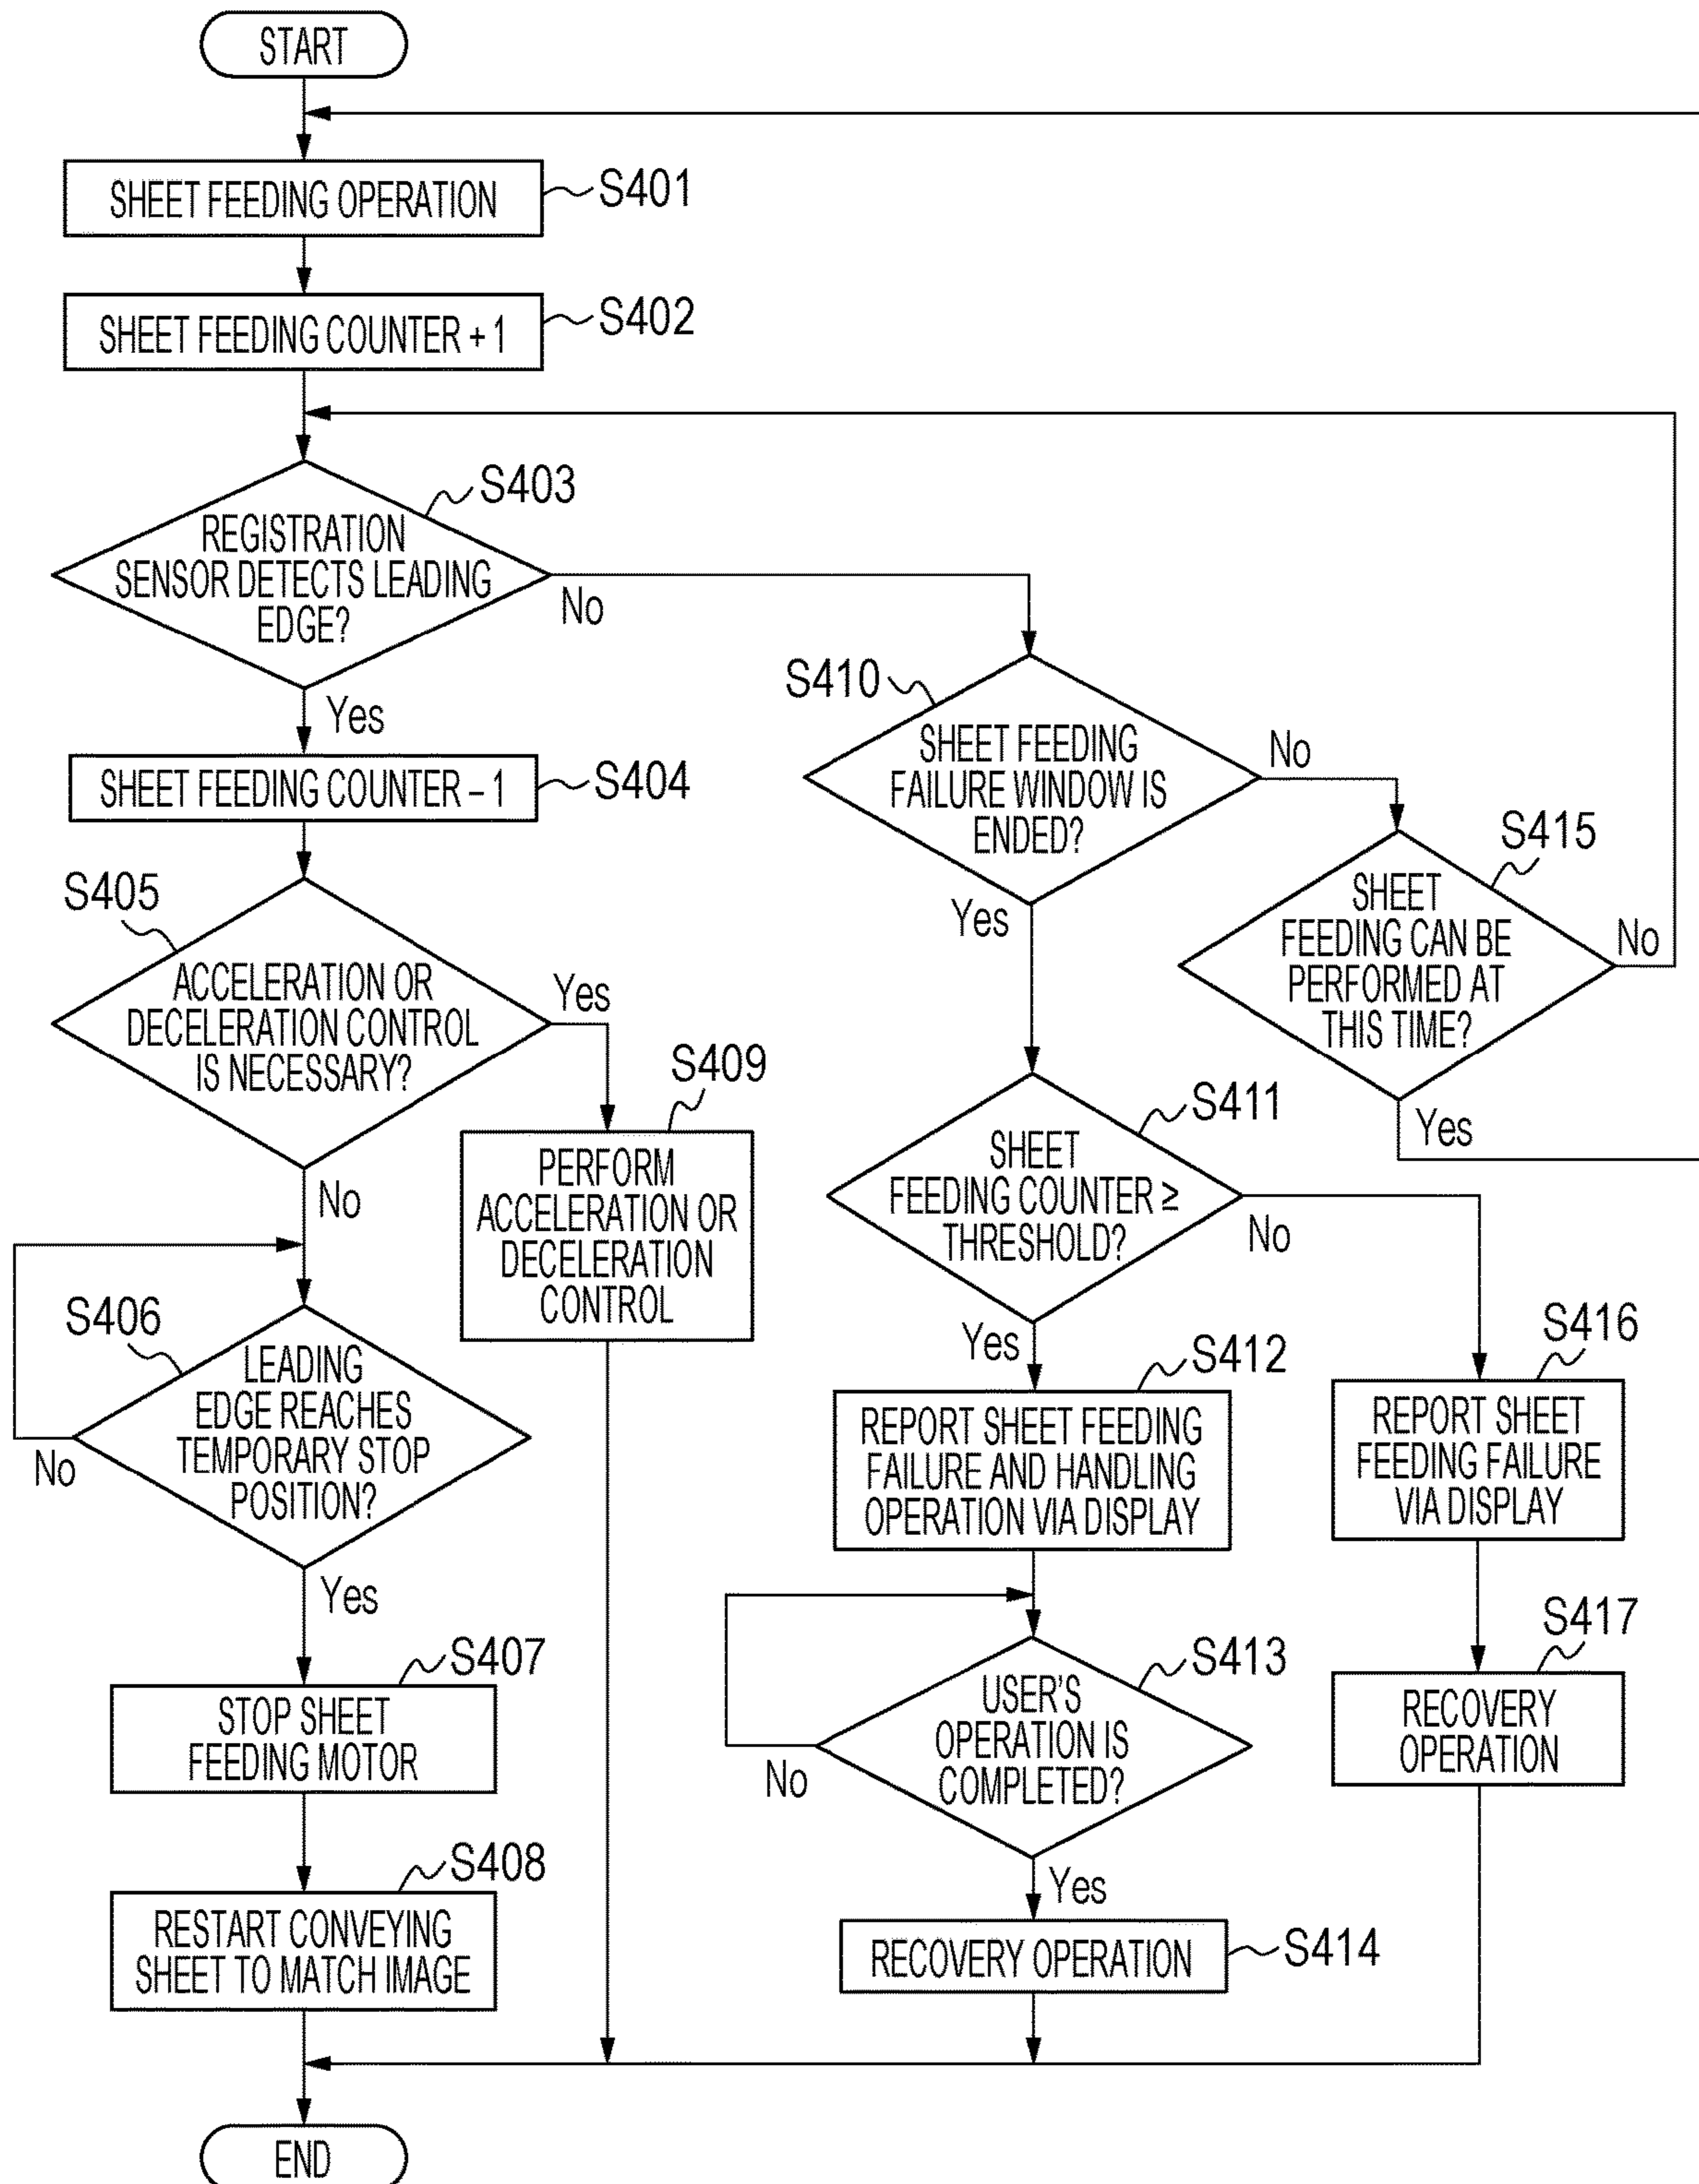 START
SHEET FEEDING OPERATION
S401
SHEET FEEDING COUNTER + 1
S402
S403
REGISTRATION
SENSOR DETECTS LEADING
EDGE?
No
Yes
SHEET FEEDING COUNTER – 1
S404
S405
ACCELERATION OR
DECELERATION CONTROL
IS NECESSARY?
Yes
No
S409
PERFORM
ACCELERATION OR
DECELERATION
CONTROL
S406
LEADING
EDGE REACHES
TEMPORARY STOP
POSITION?
No
Yes
S407
STOP SHEET
FEEDING MOTOR
S408
RESTART CONVEYING
SHEET TO MATCH IMAGE
S410
SHEET FEEDING
FAILURE WINDOW IS
ENDED?
No
Yes
S415
SHEET
FEEDING CAN BE
PERFORMED AT
THIS TIME?
No
Yes
S411
SHEET
FEEDING COUNTER ≥
THRESHOLD?
No
Yes
S412
REPORT SHEET FEEDING
FAILURE AND HANDLING
OPERATION VIA DISPLAY
S413
USER'S
OPERATION IS
COMPLETED?
No
Yes
RECOVERY OPERATION
S414
S416
REPORT SHEET
FEEDING FAILURE
VIA DISPLAY
S417
RECOVERY
OPERATION
END